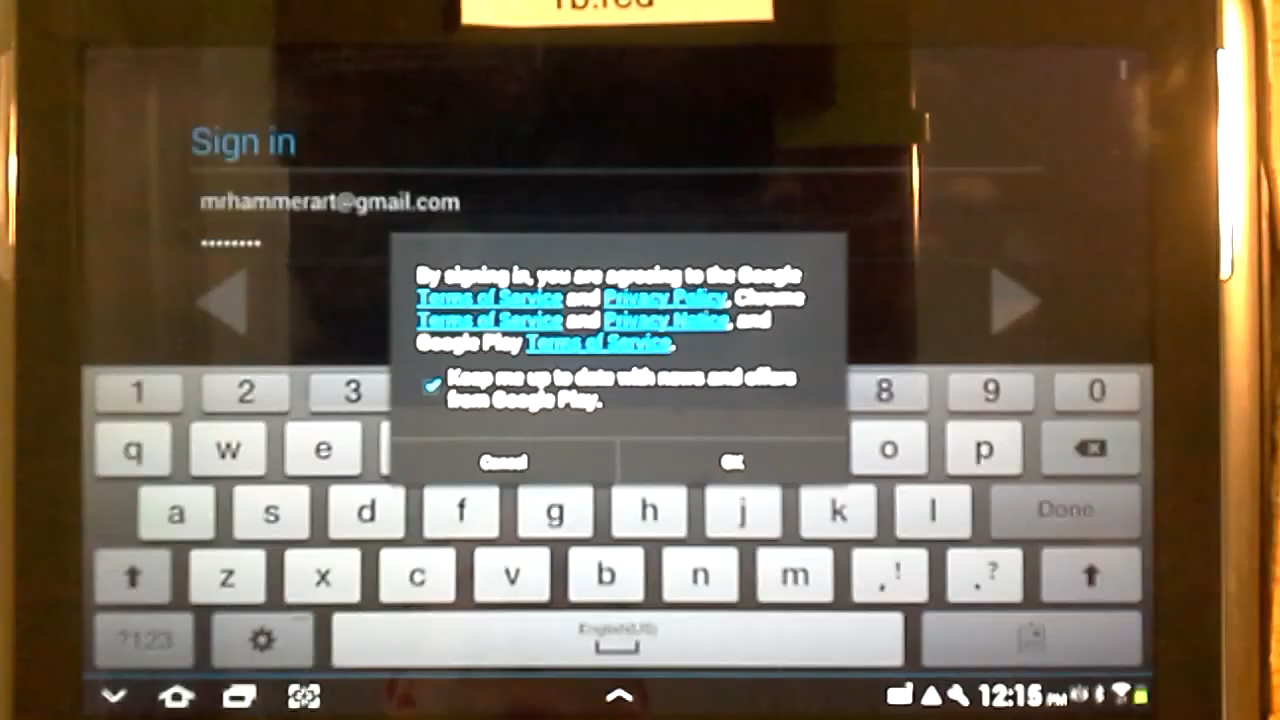 Sign in
mrhammerart@gmail.com
By signing in, you are agreeing to the Google
Terms of Service and Privacy Policy, Chrome
Terms of Service and Privacy Notice, and
Google Play Terms of Service.
Keep me up to date with news and offers
from Google Play.
Cancel OK
1 2 3 8 9 0
q w e o p
a s d f g h j k l Done
z x c v b n m , ! . ?
?123 English(US)
12:15 PM